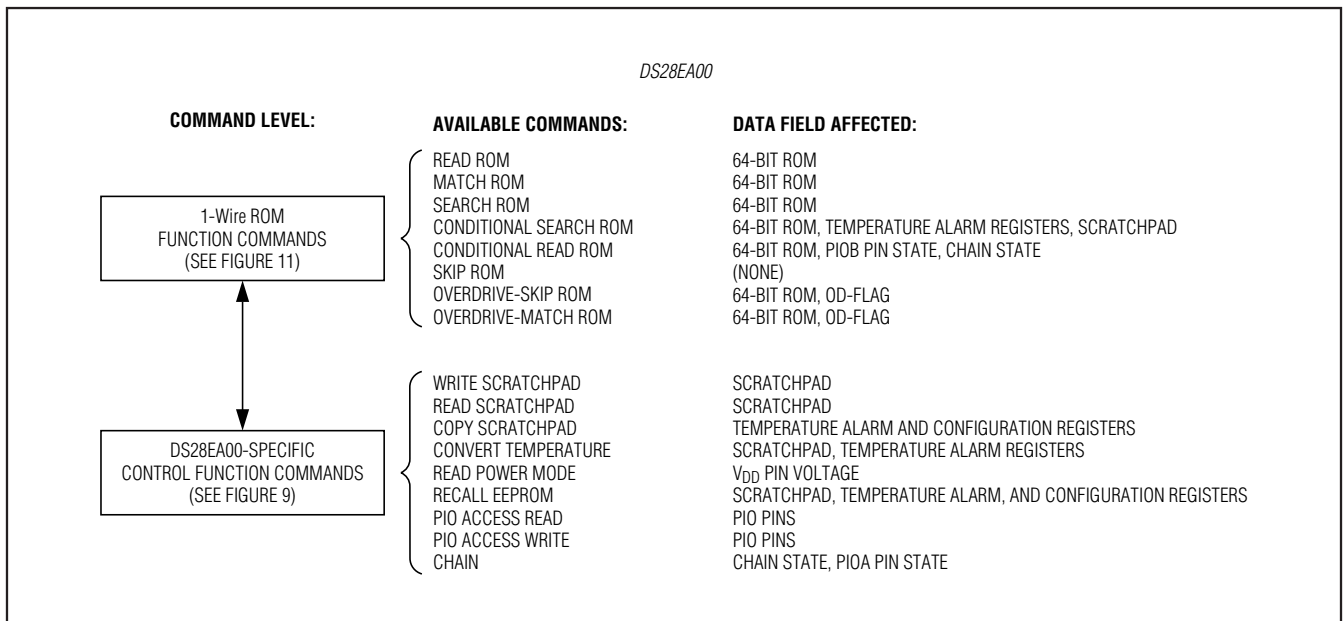 DS28EA00
COMMAND LEVEL: AVAILABLE COMMANDS: DATA FIELD AFFECTED:
1-Wire ROM
FUNCTION COMMANDS
(SEE FIGURE 11)
READ ROM 64-BIT ROM
MATCH ROM 64-BIT ROM
SEARCH ROM 64-BIT ROM
CONDITIONAL SEARCH ROM 64-BIT ROM, TEMPERATURE ALARM REGISTERS, SCRATCHPAD
CONDITIONAL READ ROM 64-BIT ROM, PIOB PIN STATE, CHAIN STATE
SKIP ROM (NONE)
OVERDRIVE-SKIP ROM 64-BIT ROM, OD-FLAG
OVERDRIVE-MATCH ROM 64-BIT ROM, OD-FLAG
DS28EA00-SPECIFIC
CONTROL FUNCTION COMMANDS
(SEE FIGURE 9)
WRITE SCRATCHPAD SCRATCHPAD
READ SCRATCHPAD SCRATCHPAD
COPY SCRATCHPAD TEMPERATURE ALARM AND CONFIGURATION REGISTERS
CONVERT TEMPERATURE SCRATCHPAD, TEMPERATURE ALARM REGISTERS
READ POWER MODE VDD PIN VOLTAGE
RECALL EEPROM SCRATCHPAD, TEMPERATURE ALARM, AND CONFIGURATION REGISTERS
PIO ACCESS READ PIO PINS
PIO ACCESS WRITE PIO PINS
CHAIN CHAIN STATE, PIOA PIN STATE